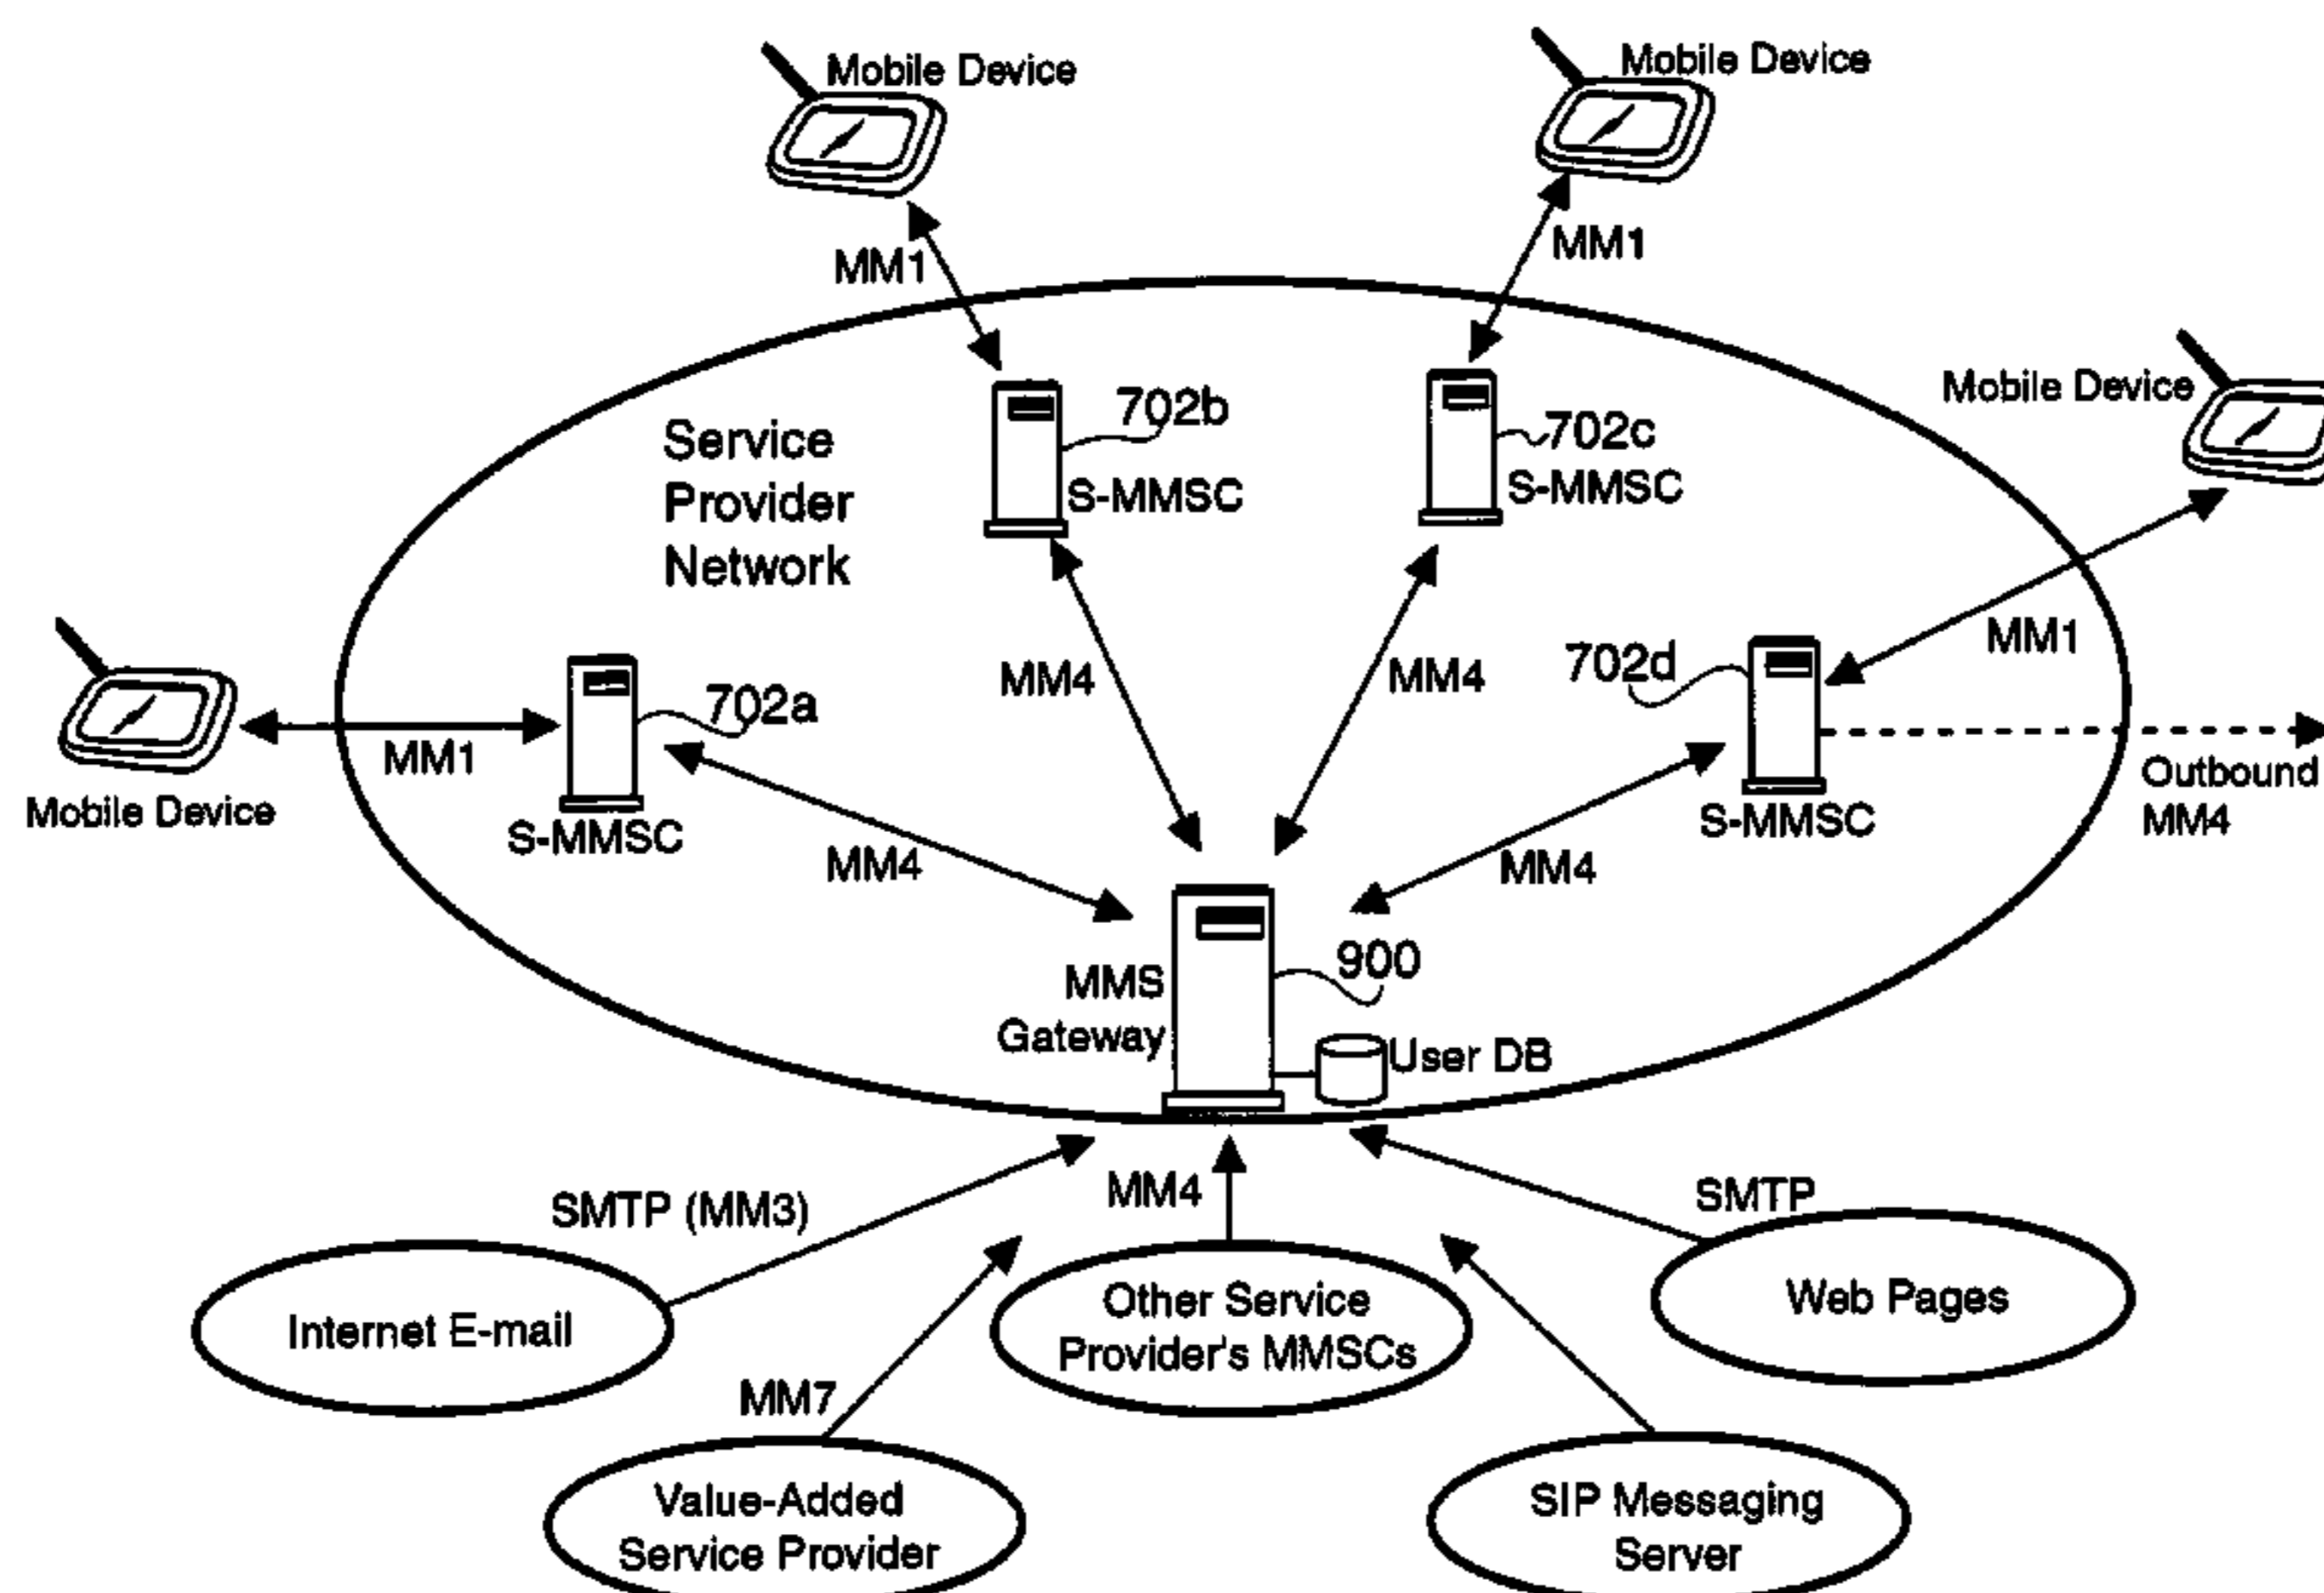 Mobile Device
Mobile Device
MM1
MM1
Mobile Device
702b
702c
Service
Provider
Network
S-MMSC
S-MMSC
MM1
702d
MM4
MM4
702a
MM1
Mobile Device
S-MMSC
S-MMSC
Outbound
MM4
MM4
MM4
900
MMS
Gateway
User DB
MM4
SMTP (MM3)
SMTP
Internet E-mail
Other Service
Provider's MMSCs
Web Pages
MM7
Value-Added
Service Provider
SIP Messaging
Server